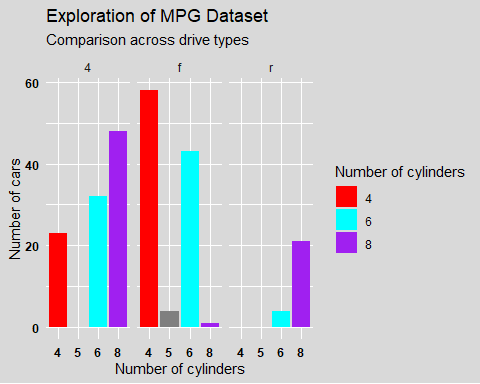 Exploration of MPG Dataset
Comparison across drive types
4 f r
60
40
20
0
Number of cars
4 5 6 8 4 5 6 8 4 5 6 8
Number of cylinders
Number of cylinders
4
6
8